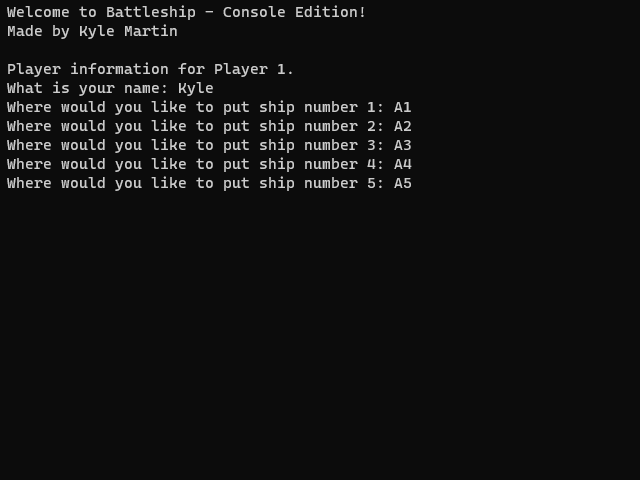 Welcome to Battleship - Console Edition!
Made by Kyle Martin
Player information for Player 1.
What is your name: Kyle
Where would you like to put ship number 1: A1
Where would you like to put ship number 2: A2
Where would you like to put ship number 3: A3
Where would you like to put ship number 4: A4
Where would you like to put ship number 5: A5